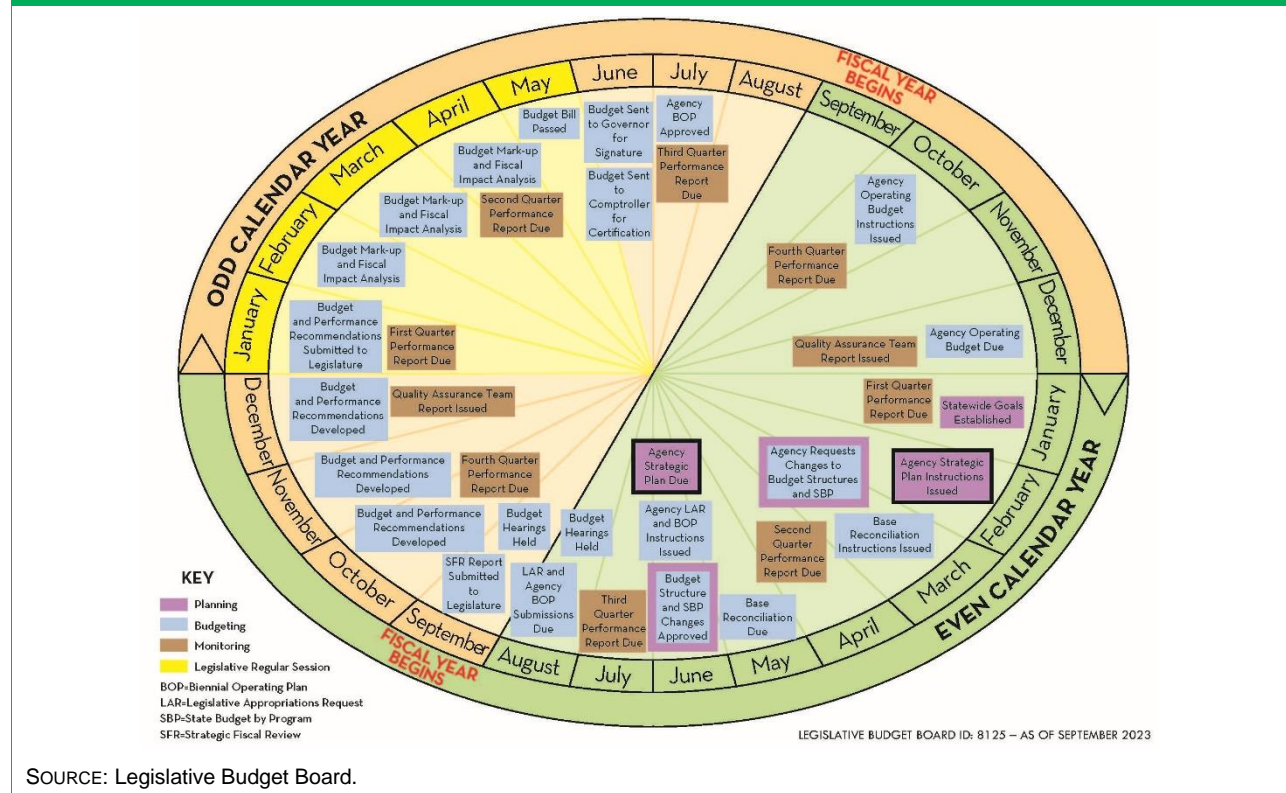 ODD CALENDAR YEAR
EVEN CALENDAR YEAR
FISCAL YEAR
BEGINS
FISCAL YEAR
BEGINS
January
February
March
April
May
June
July
August
September
October
November
December
January
February
March
April
May
June
July
August
September
October
November
December
Budget
and Performance
Recommendations
Submitted to
Legislature
First Quarter
Performance
Report Due
Budget Mark-up
and Fiscal
Impact Analysis
Budget Mark-up
and Fiscal
Impact Analysis
Budget Mark-up
and Fiscal
Impact Analysis
Second Quarter
Performance
Report Due
Budget Bill
Passed
Budget Sent
to Governor
for
Signature
Budget Sent
to
Comptroller
for
Certification
Agency
BOP
Approved
Third Quarter
Performance
Report
Due
Agency
Operating
Budget
Instructions
Issued
Fourth Quarter
Performance
Report Due
Quality Assurance Team
Report Issued
Agency Operating
Budget Due
First Quarter
Performance
Report Due
Statewide Goals
Established
Agency Requests
Changes to
Budget Structures
and SBP
Agency Strategic
Plan Instructions
Issued
Second
Quarter
Performance
Report Due
Base
Reconciliation
Instructions Issued
Base
Reconciliation
Due
Agency
Strategic
Plan Due
Agency LAR
and BOP
Instructions
Issued
Budget
Structure
and SBP
Changes
Approved
Third
Quarter
Performance
Report Due
Budget
Hearings
Held
LAR and
Agency
BOP
Submissions
Due
Budget
Hearings
Held
SFR Report
Submitted
to
Legislature
Budget and Performance
Recommendations
Developed
Budget and Performance
Recommendations
Developed
Fourth Quarter
Performance
Report Due
Budget
and Performance
Recommendations
Developed
Quality Assurance Team
Report Issued
KEY
Planning
Budgeting
Monitoring
Legislative Regular Session
BOP=Biennial Operating Plan
LAR=Legislative Appropriations Request
SBP=State Budget by Program
SFR=Strategic Fiscal Review
LEGISLATIVE BUDGET BOARD ID: 8125 – AS OF SEPTEMBER 2023
SOURCE: Legislative Budget Board.